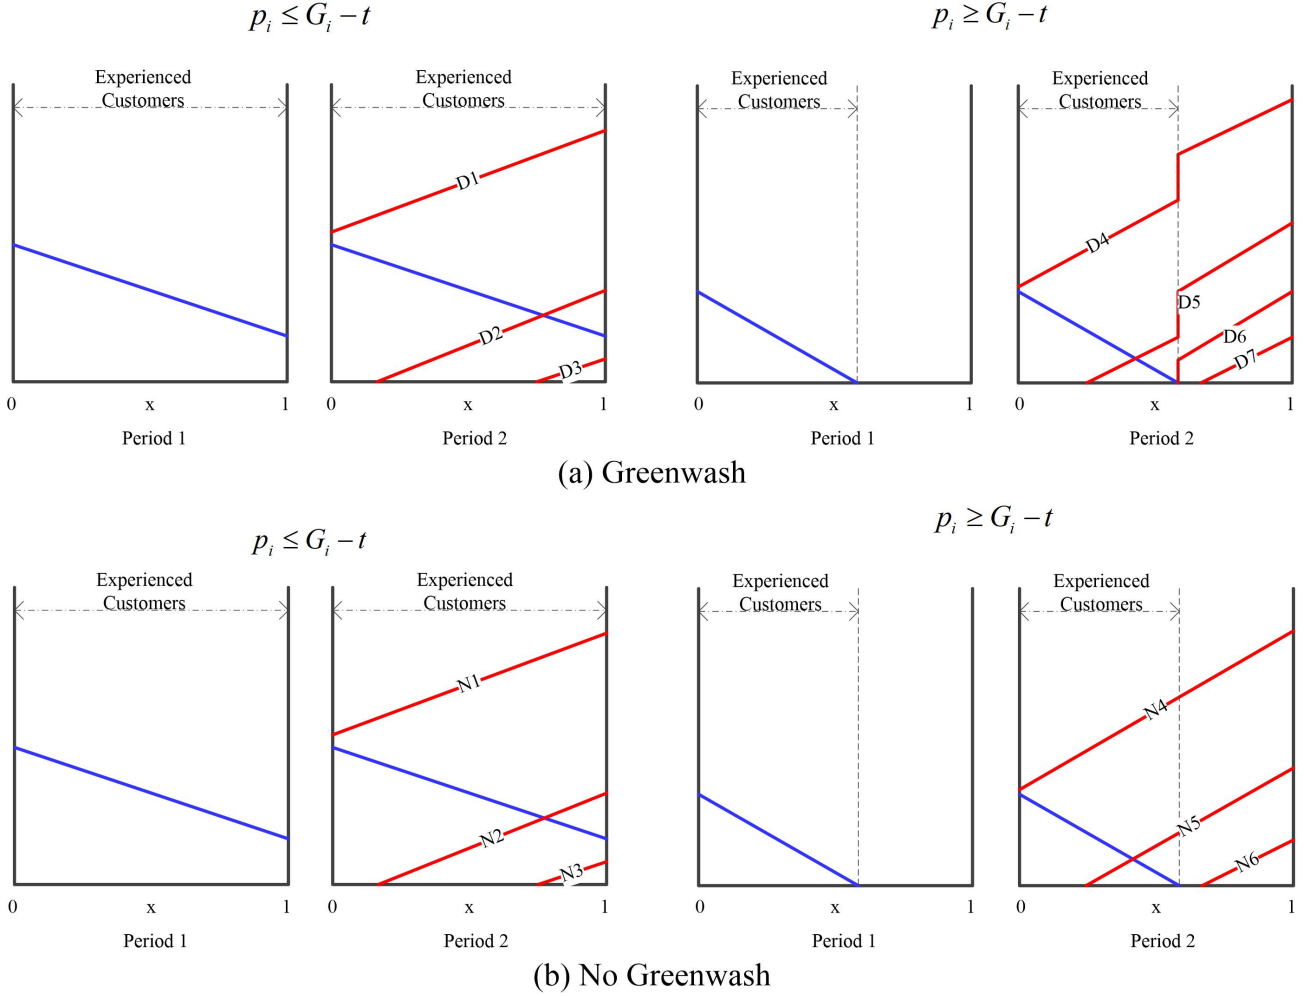 p_i ≤ G_i − t
p_i ≥ G_i − t
Experienced
Customers
Experienced
Customers
Experienced
Customers
Experienced
Customers
D1
D2
D3
D4
D5
D6
D7
0 x 1
0 x 1
0 x 1
0 x 1
Period 1
Period 2
Period 1
Period 2
(a) Greenwash
p_i ≤ G_i − t
p_i ≥ G_i − t
Experienced
Customers
Experienced
Customers
Experienced
Customers
Experienced
Customers
N1
N2
N3
N4
N5
N6
0 x 1
0 x 1
0 x 1
0 x 1
Period 1
Period 2
Period 1
Period 2
(b) No Greenwash